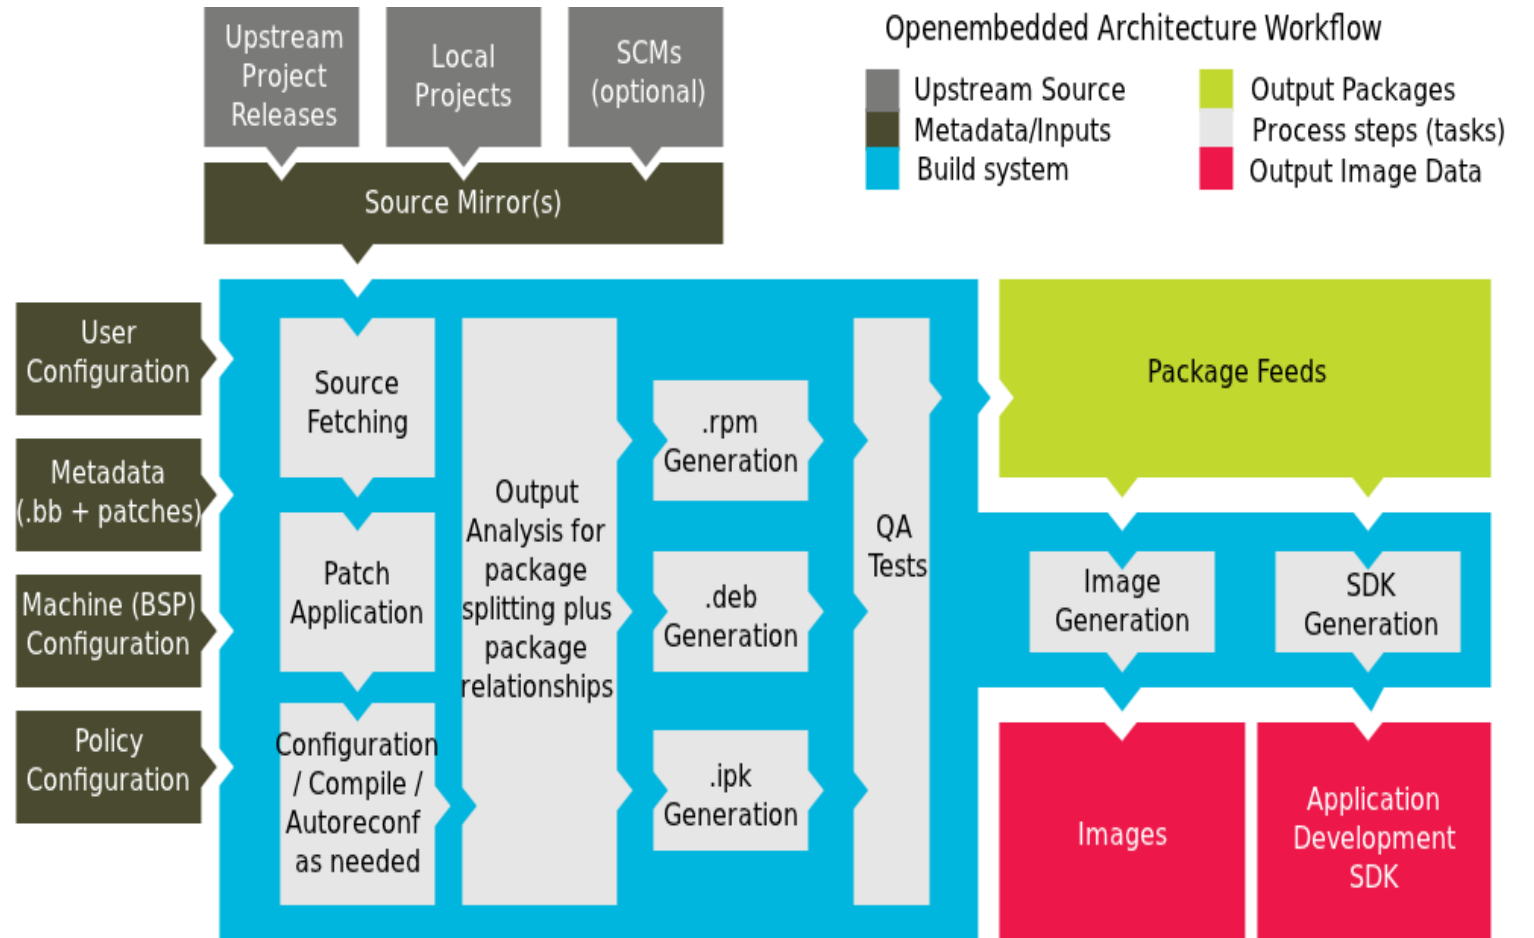 Upstream
Project
Releases
Local
Projects
SCMs
(optional)
Openembedded Architecture Workflow
Upstream Source
Metadata/Inputs
Build system
Output Packages
Process steps (tasks)
Output Image Data
Source Mirror(s)
User
Configuration
Metadata
(.bb + patches)
Machine (BSP)
Configuration
Policy
Configuration
Source
Fetching
Patch
Application
Configuration
/ Compile /
Autoreconf
as needed
Output
Analysis for
package
splitting plus
package
relationships
.rpm
Generation
.deb
Generation
.ipk
Generation
QA
Tests
Package Feeds
Image
Generation
SDK
Generation
Images
Application
Development
SDK